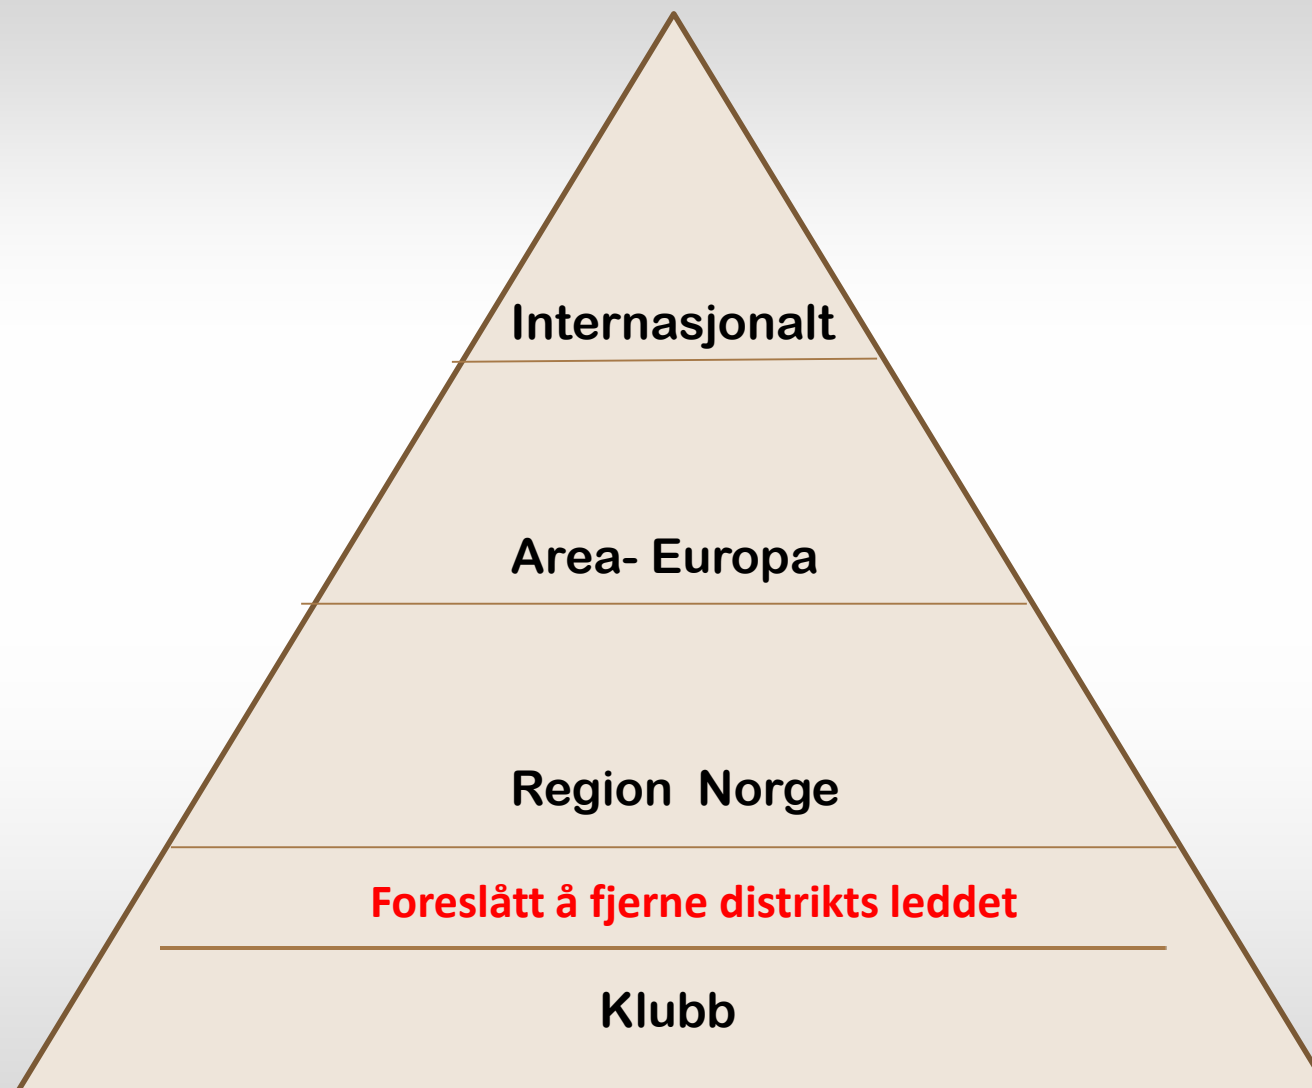 Internasjonalt
Area- Europa
Region  Norge
Foreslått å fjerne distrikts leddet
Klubb